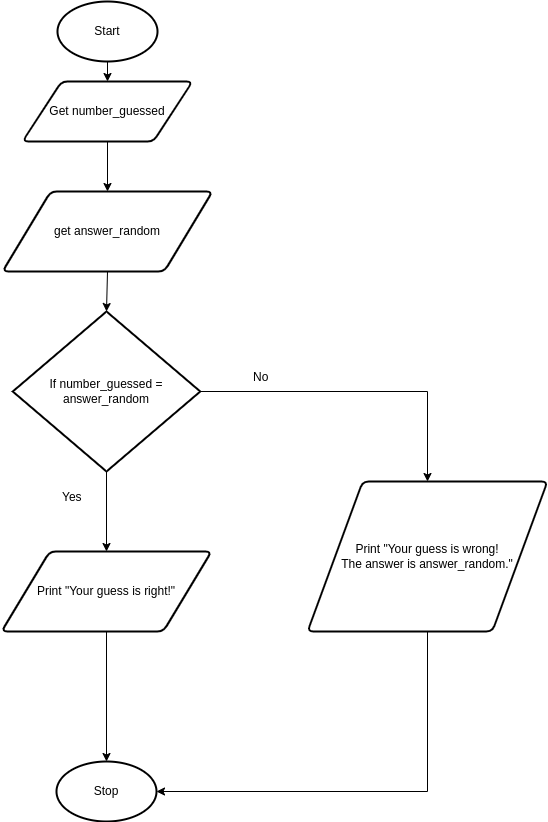 Start
Get number_guessed
get answer_random
If number_guessed =
answer_random
No
Yes
Print "Your guess is wrong!
The answer is answer_random."
Print "Your guess is right!"
Stop